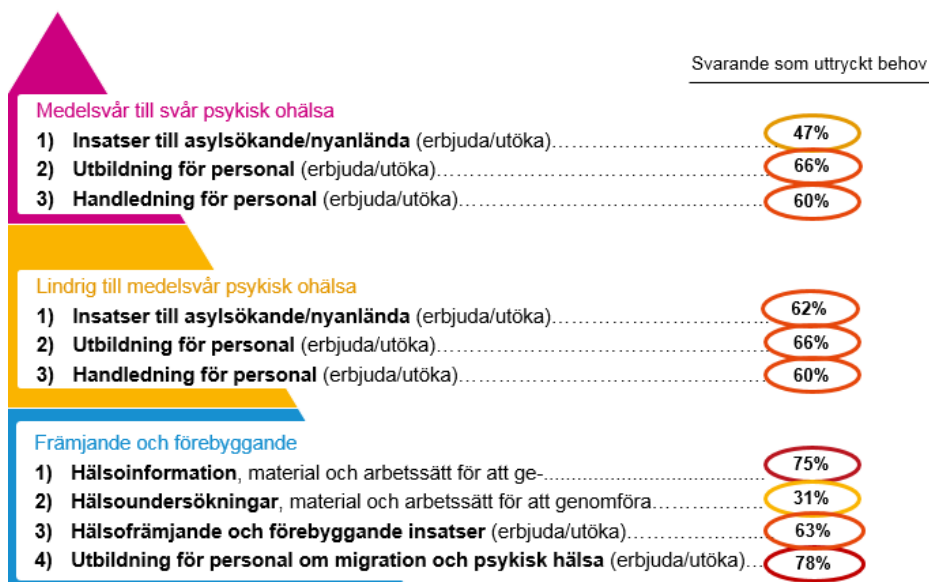 Svarande som uttryckt behov
Medelsvår till svår psykisk ohälsa
1) Insatser till asylsökande/nyanlända (erbjuda/utöka)…………………………… 47%
2) Utbildning för personal (erbjuda/utöka)………………………………………… 66%
3) Handledning för personal (erbjuda/utöka)……………………………………… 60%
Lindrig till medelsvår psykisk ohälsa
1) Insatser till asylsökande/nyanlända (erbjuda/utöka)…………………………… 62%
2) Utbildning för personal (erbjuda/utöka)………………………………………… 66%
3) Handledning för personal (erbjuda/utöka)……………………………………… 60%
Främjande och förebyggande
1) Hälsoinformation, material och arbetssätt för att ge-................................... 75%
2) Hälsoundersökningar, material och arbetssätt för att genomföra…………… 31%
3) Hälsofrämjande och förebyggande insatser (erbjuda/utöka)……………… 63%
4) Utbildning för personal om migration och psykisk hälsa (erbjuda/utöka)… 78%